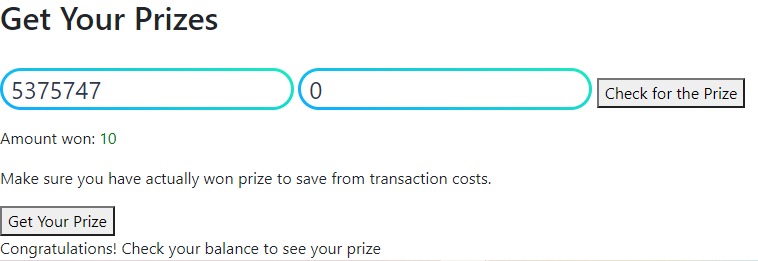 Get Your Prizes
5375747 0 Check for the Prize
Amount won: 10
Make sure you have actually won prize to save from transaction costs.
Get Your Prize
Congratulations! Check your balance to see your prize